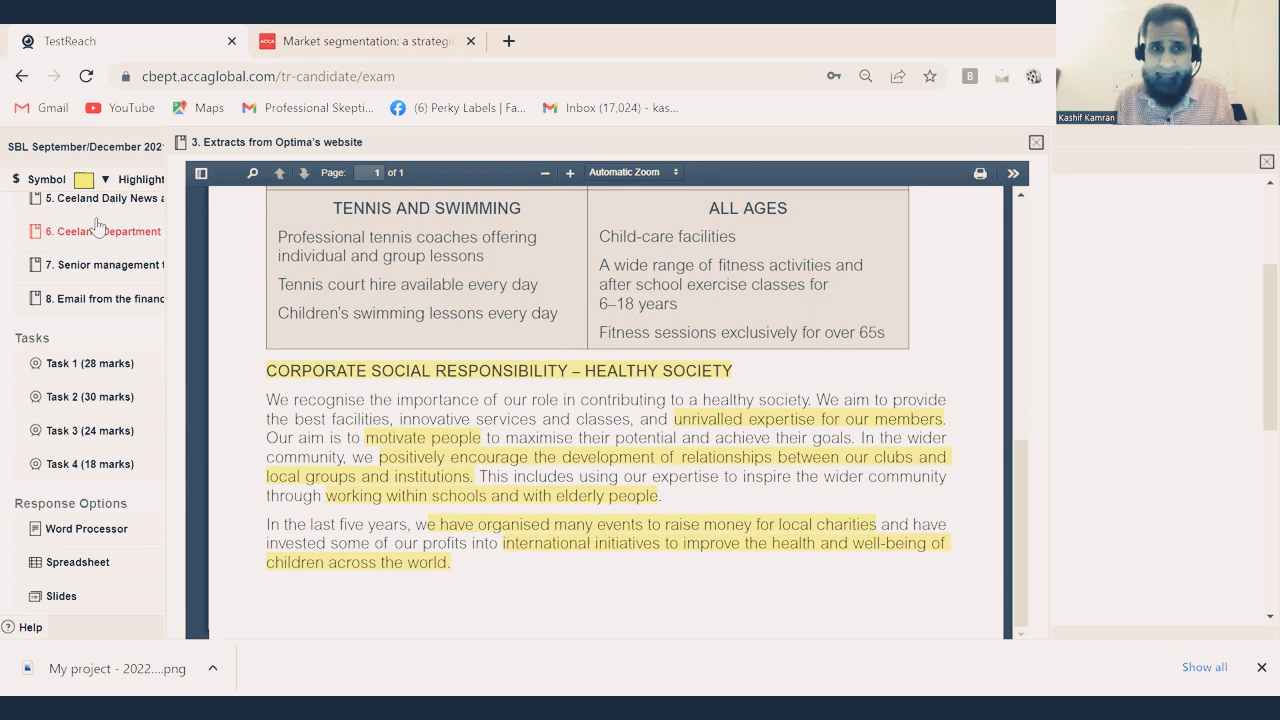 TestReach
Market segmentation: a strategic
cbept.accaglobal.com/tr-candidate/exam
Gmail
YouTube
Maps
Professional Skepti...
(6) Perky Labels | Fa...
Inbox (17,024) - kas...
Kashif Kamran
SBL September/December 202
3. Extracts from Optima's website
$ Symbol
Highlight
Page: 1 of 1
Automatic Zoom
5. Ceeland Daily News a
6. Ceeland Department
7. Senior management t
8. Email from the financ
Tasks
Task 1 (28 marks)
Task 2 (30 marks)
Task 3 (24 marks)
Task 4 (18 marks)
Response Options
Word Processor
Spreadsheet
Slides
Help
TENNIS AND SWIMMING
Professional tennis coaches offering
individual and group lessons
Tennis court hire available every day
Children's swimming lessons every day
ALL AGES
Child-care facilities
A wide range of fitness activities and
after school exercise classes for
6–18 years
Fitness sessions exclusively for over 65s
CORPORATE SOCIAL RESPONSIBILITY – HEALTHY SOCIETY
We recognise the importance of our role in contributing to a healthy society. We aim to provide
the best facilities, innovative services and classes, and unrivalled expertise for our members.
Our aim is to motivate people to maximise their potential and achieve their goals. In the wider
community, we positively encourage the development of relationships between our clubs and
local groups and institutions. This includes using our expertise to inspire the wider community
through working within schools and with elderly people.
In the last five years, we have organised many events to raise money for local charities and have
invested some of our profits into international initiatives to improve the health and well-being of
children across the world.
My project - 2022....png
Show all